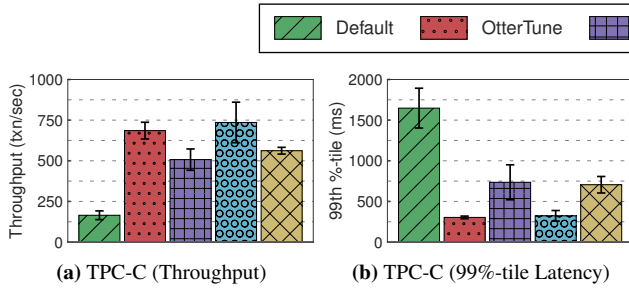 Default
OtterTune
Throughput (txn/sec)
1000
750
500
250
0
(a) TPC-C (Throughput)
99th %-tile (ms)
2000
1500
1000
500
0
(b) TPC-C (99%-tile Latency)